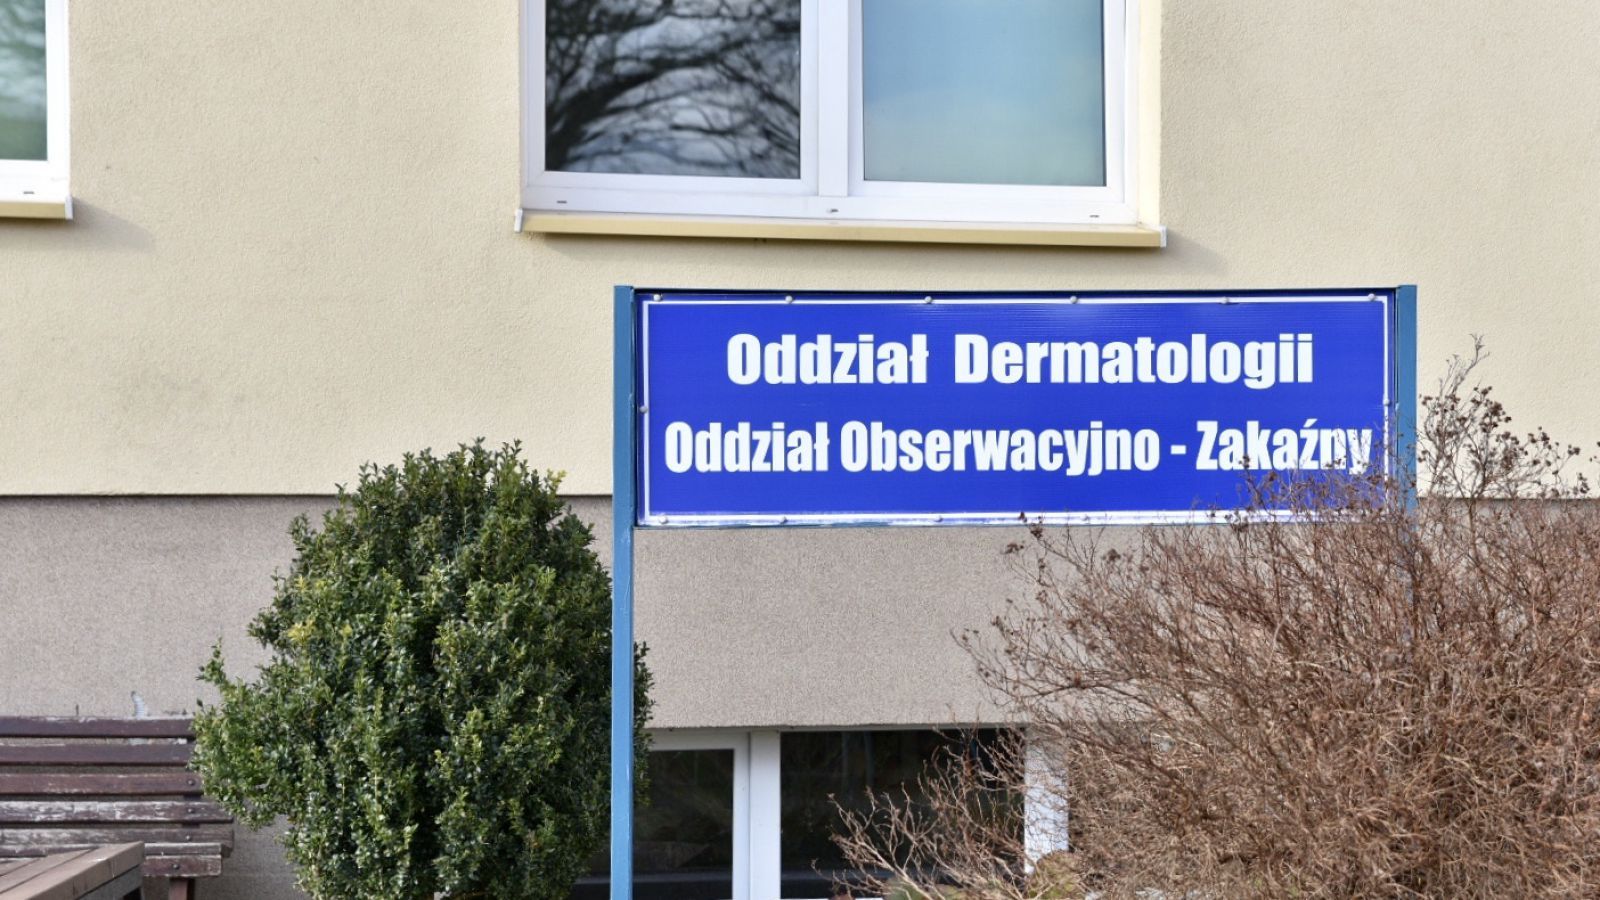 Oddział Dermatologii
Oddział Obserwacyjno - Zakaźny